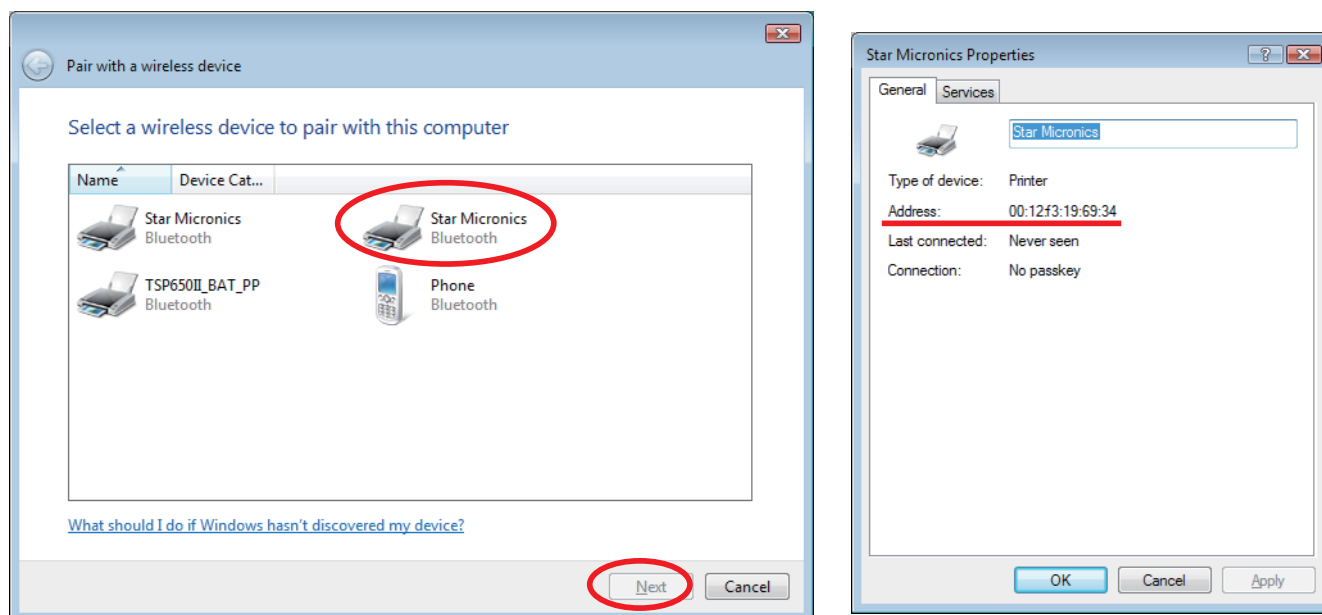 Pair with a wireless device
Select a wireless device to pair with this computer
Name Device Cat...
Star Micronics
Bluetooth
Star Micronics
Bluetooth
TSP650II_BAT_PP
Bluetooth
Phone
Bluetooth
What should I do if Windows hasn't discovered my device?
Next Cancel
Star Micronics Properties
General Services
Star Micronics
Type of device: Printer
Address: 00:12:f3:19:69:34
Last connected: Never seen
Connection: No passkey
OK Cancel Apply